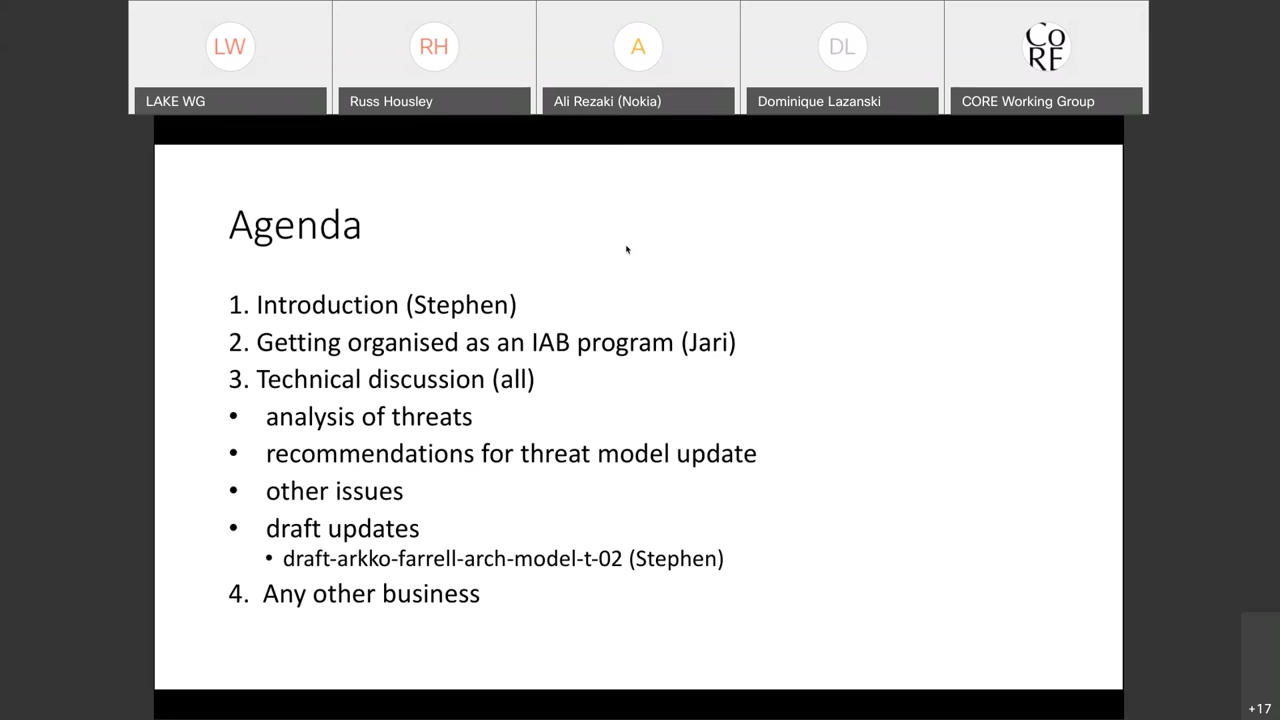 LW
RH
A
DL
CO
RE
LAKE WG
Russ Housley
Ali Rezaki (Nokia)
Dominique Lazanski
CORE Working Group
Agenda
1. Introduction (Stephen)
2. Getting organised as an IAB program (Jari)
3. Technical discussion (all)
• analysis of threats
• recommendations for threat model update
• other issues
• draft updates
• draft-arkko-farrell-arch-model-t-02 (Stephen)
4. Any other business
+17